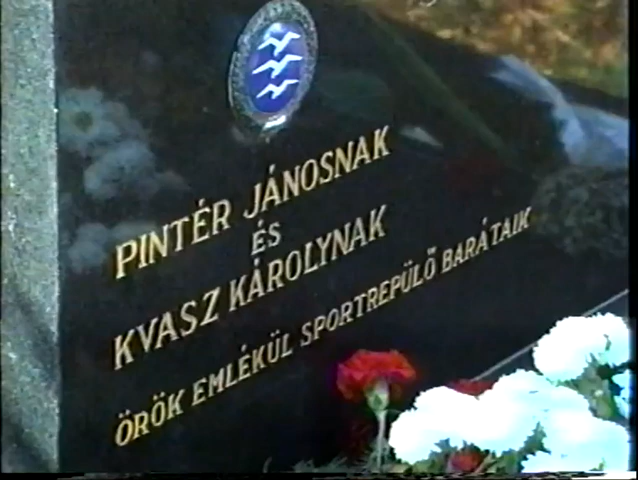 PINTÉR JÁNOSNAK
ÉS
KVASZ KÁROLYNAK
ÖRÖK EMLÉKÜL SPORTREPÜLŐ BARÁTAIK